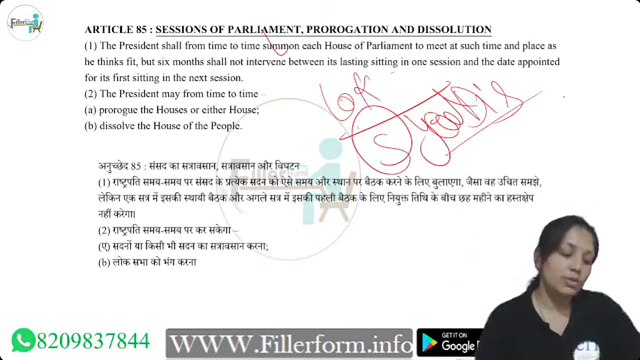 Fillerform
ARTICLE 85 : SESSIONS OF PARLIAMENT, PROROGATION AND DISSOLUTION
(1) The President shall from time to time summon each House of Parliament to meet at such time and place as
he thinks fit, but six months shall not intervene between its lasting sitting in one session and the date appointed
for its first sitting in the next session.
(2) The President may from time to time –
(a) prorogue the Houses or either House;
(b) dissolve the House of the People.
अनुच्छेद 85 : संसद का सत्रावसान, सत्रावसान और विघटन
(1) राष्ट्रपति समय-समय पर संसद के प्रत्येक सदन को ऐसे समय और स्थान पर बैठक करने के लिए बुलाएगा, जैसा वह उचित समझे,
लेकिन एक सत्र में इसकी स्थायी बैठक और अगले सत्र में इसकी पहली बैठक के लिए नियुक्त तिथि के बीच छह महीने का हस्तक्षेप
नहीं करेगा।
(2) राष्ट्रपति समय-समय पर कर सकेगा –
(ए) सदनों या किसी भी सदन का सत्रावसान करना;
(b) लोक सभा को भंग करना
8209837844
WWW.Fillerform.info
GET IT ON
Google